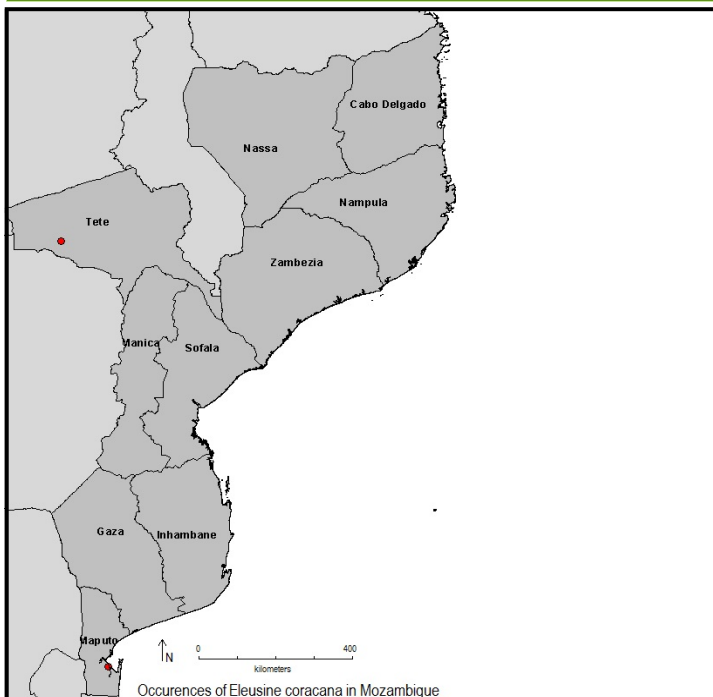 Cabo Delgado
Nassa
Nampula
Tete
Zambezia
Manica
Sofala
Gaza
Inhambane
Maputo
N
0 400
kilometers
Occurences of Eleusine coracana in Mozambique